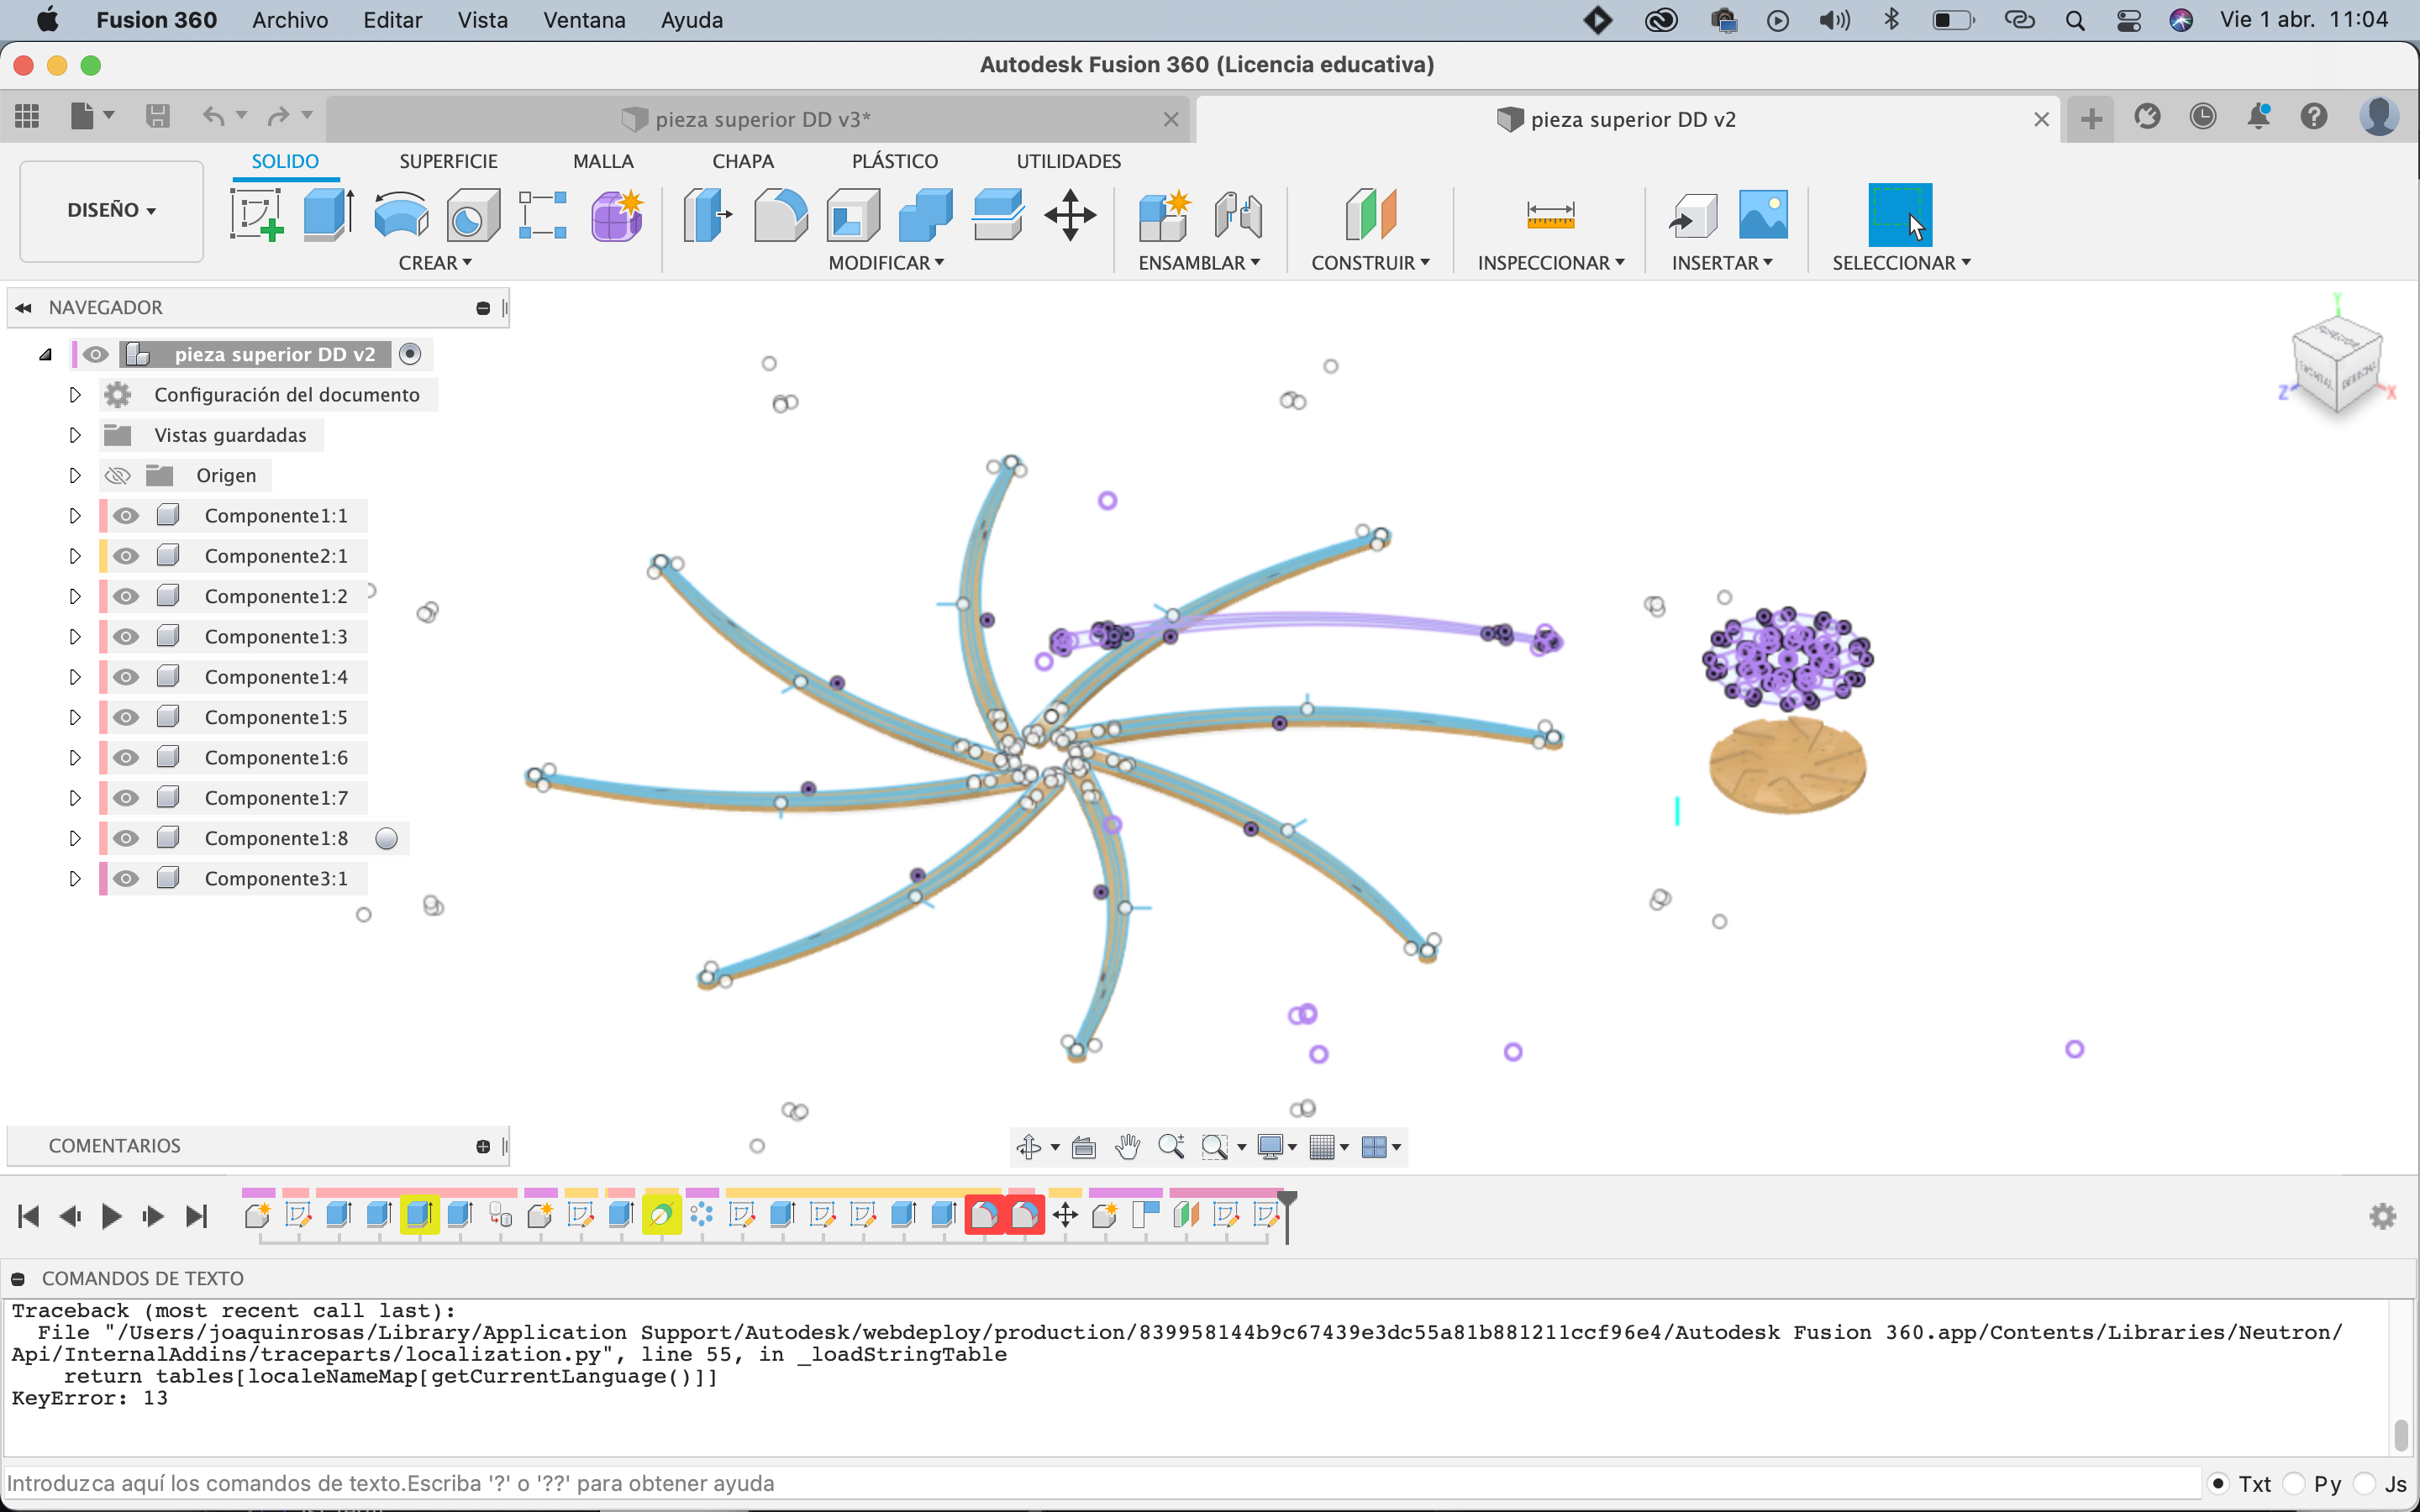 Fusion 360 Archivo Editar Vista Ventana Ayuda Vie 1 abr. 11:04
Autodesk Fusion 360 (Licencia educativa)
pieza superior DD v3* pieza superior DD v2
SOLIDO SUPERFICIE MALLA CHAPA PLÁSTICO UTILIDADES
DISEÑO
CREAR MODIFICAR ENSAMBLAR CONSTRUIR INSPECCIONAR INSERTAR SELECCIONAR
NAVEGADOR
pieza superior DD v2
Configuración del documento
Vistas guardadas
Origen
Componente1:1
Componente2:1
Componente1:2
Componente1:3
Componente1:4
Componente1:5
Componente1:6
Componente1:7
Componente1:8
Componente3:1
Y
FRONTAL DERECHA
Z X
COMENTARIOS
COMANDOS DE TEXTO
Traceback (most recent call last):
File "/Users/joaquinrosas/Library/Application Support/Autodesk/webdeploy/production/839958144b9c67439e3dc55a81b881211ccf96e4/Autodesk Fusion 360.app/Contents/Libraries/Neutron/
Api/InternalAddins/traceparts/localization.py", line 55, in _loadStringTable
return tables[localeNameMap[getCurrentLanguage()]]
KeyError: 13
Introduzca aquí los comandos de texto.Escriba '?' o '??' para obtener ayuda Txt Py Js